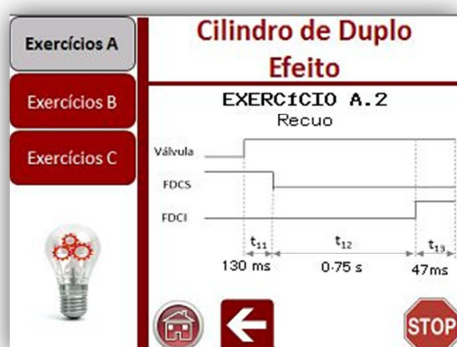 Exercícios A
Exercícios B
Exercícios C
Cilindro de Duplo
Efeito
EXERCíCIO A.2
Recuo
Válvula
FDCS
FDCI
t11
t12
t13
130 ms
0.75 s
47ms
STOP